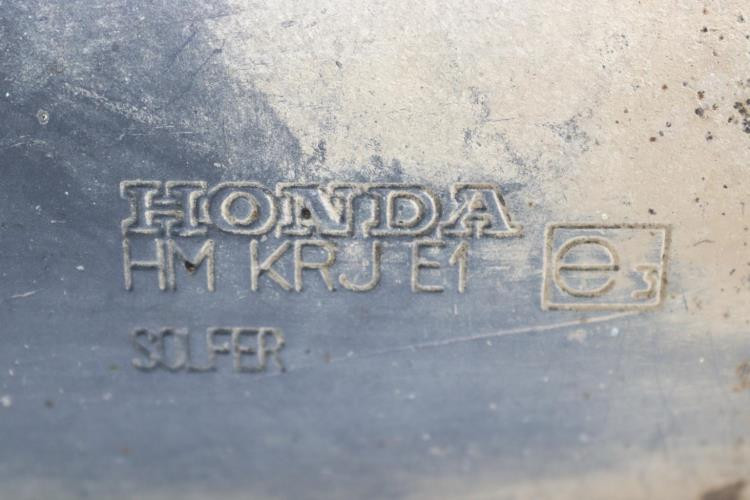 HONDA
HM KRJ E1
e3
SOLFER